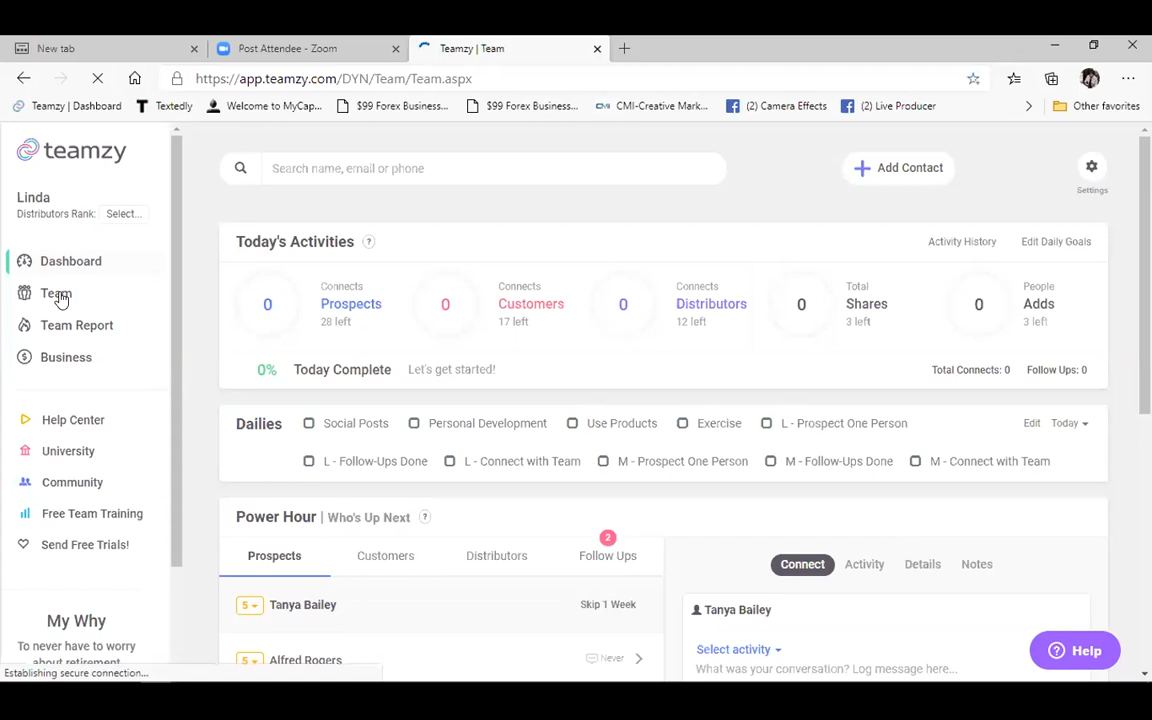 New tab
Post Attendee - Zoom
Teamzy | Team
https://app.teamzy.com/DYN/Team/Team.aspx
Teamzy | Dashboard
Textedly
Welcome to MyCap...
$99 Forex Business...
$99 Forex Business...
CMI-Creative Mark...
(2) Camera Effects
(2) Live Producer
Other favorites
teamzy
Search name, email or phone
Add Contact
Settings
Linda
Distributors Rank: Select...
Dashboard
Team
Team Report
Business
Help Center
University
Community
Free Team Training
Send Free Trials!
My Why
To never have to worry
about retirement
Today's Activities ?
Activity History
Edit Daily Goals
0 Connects Prospects 28 left
0 Connects Customers 17 left
0 Connects Distributors 12 left
0 Total Shares 3 left
0 People Adds 3 left
0% Today Complete Let's get started!
Total Connects: 0 Follow Ups: 0
Dailies Social Posts Personal Development Use Products Exercise L - Prospect One Person Edit Today
L - Follow-Ups Done L - Connect with Team M - Prospect One Person M - Follow-Ups Done M - Connect with Team
Power Hour | Who's Up Next ?
2
Prospects Customers Distributors Follow Ups
5 Tanya Bailey Skip 1 Week
5 Alfred Rogers Never
Connect Activity Details Notes
Tanya Bailey
Select activity
What was your conversation? Log message here...
Help
Establishing secure connection...